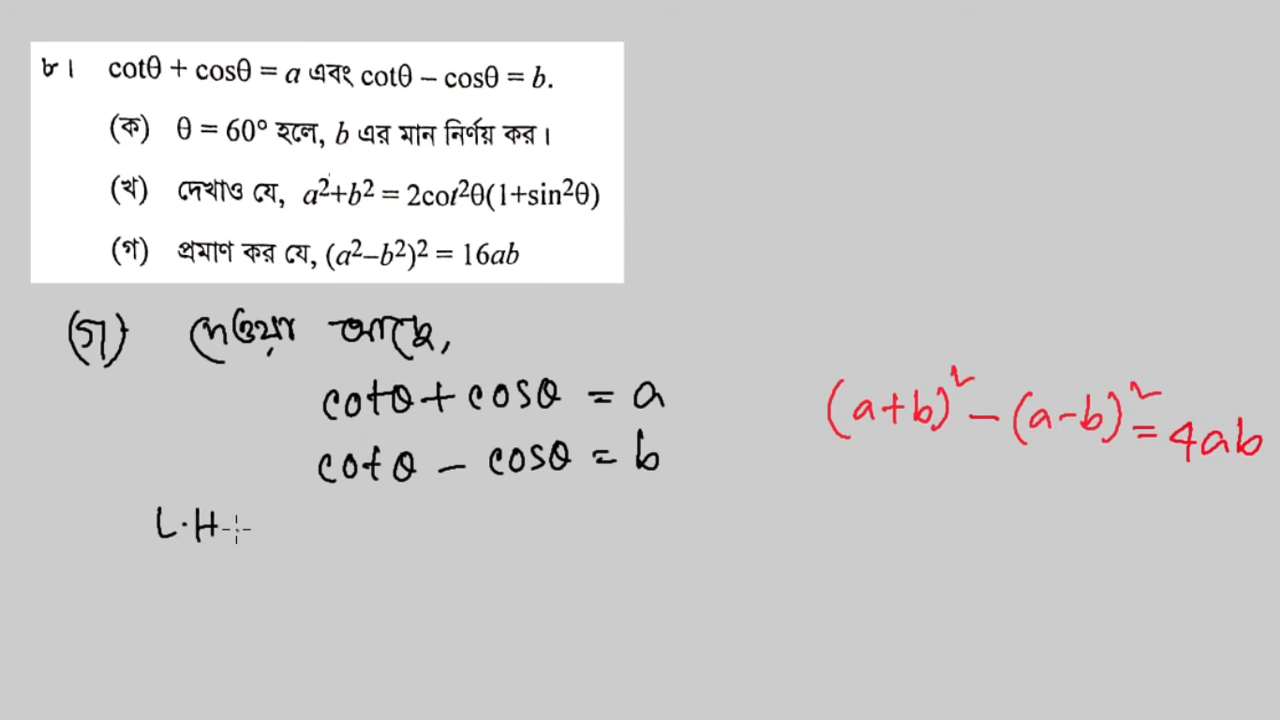 ৮। cotθ + cosθ = a এবং cotθ – cosθ = b.
(ক) θ = 60° হলে, b এর মান নির্ণয় কর।
(খ) দেখাও যে, a²+b² = 2cot²θ(1+sin²θ)
(গ) প্রমাণ কর যে, (a²–b²)² = 16ab
(গ) দেওয়া আছে,
cotθ + cosθ = a
cotθ – cosθ = b
(a+b)² – (a-b)² = 4ab
L.H